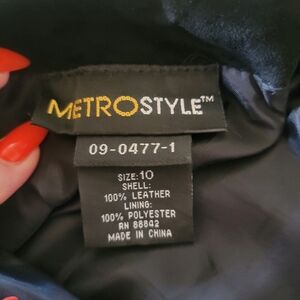 METROSTYLE™
09-0477-1
SIZE: 10
SHELL:
100% LEATHER
LINING:
100% POLYESTER
RN 88842
MADE IN CHINA